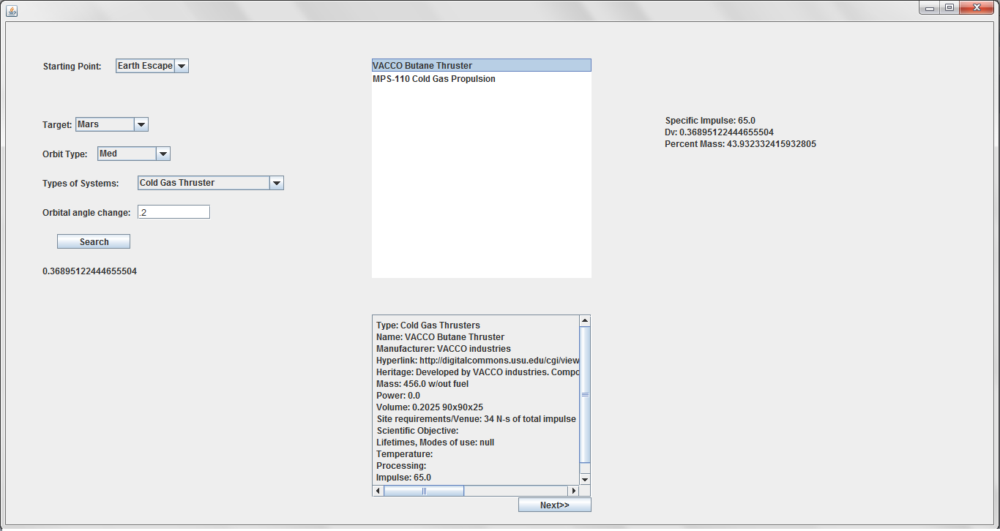 Starting Point: Earth Escape
Target: Mars
Orbit Type: Med
Types of Systems: Cold Gas Thruster
Orbital angle change: .2
Search
0.36895122444655504
VACCO Butane Thruster
MPS-110 Cold Gas Propulsion
Type: Cold Gas Thrusters
Name: VACCO Butane Thruster
Manufacturer: VACCO industries
Hyperlink: http://digitalcommons.usu.edu/cgi/view
Heritage: Developed by VACCO industries. Compo
Mass: 456.0 w/out fuel
Power: 0.0
Volume: 0.2025 90x90x25
Site requirements/Venue: 34 N-s of total impulse
Scientific Objective:
Lifetimes, Modes of use: null
Temperature:
Processing:
Impulse: 65.0
Next>>
Specific Impulse: 65.0
Dv: 0.36895122444655504
Percent Mass: 43.932332415932805